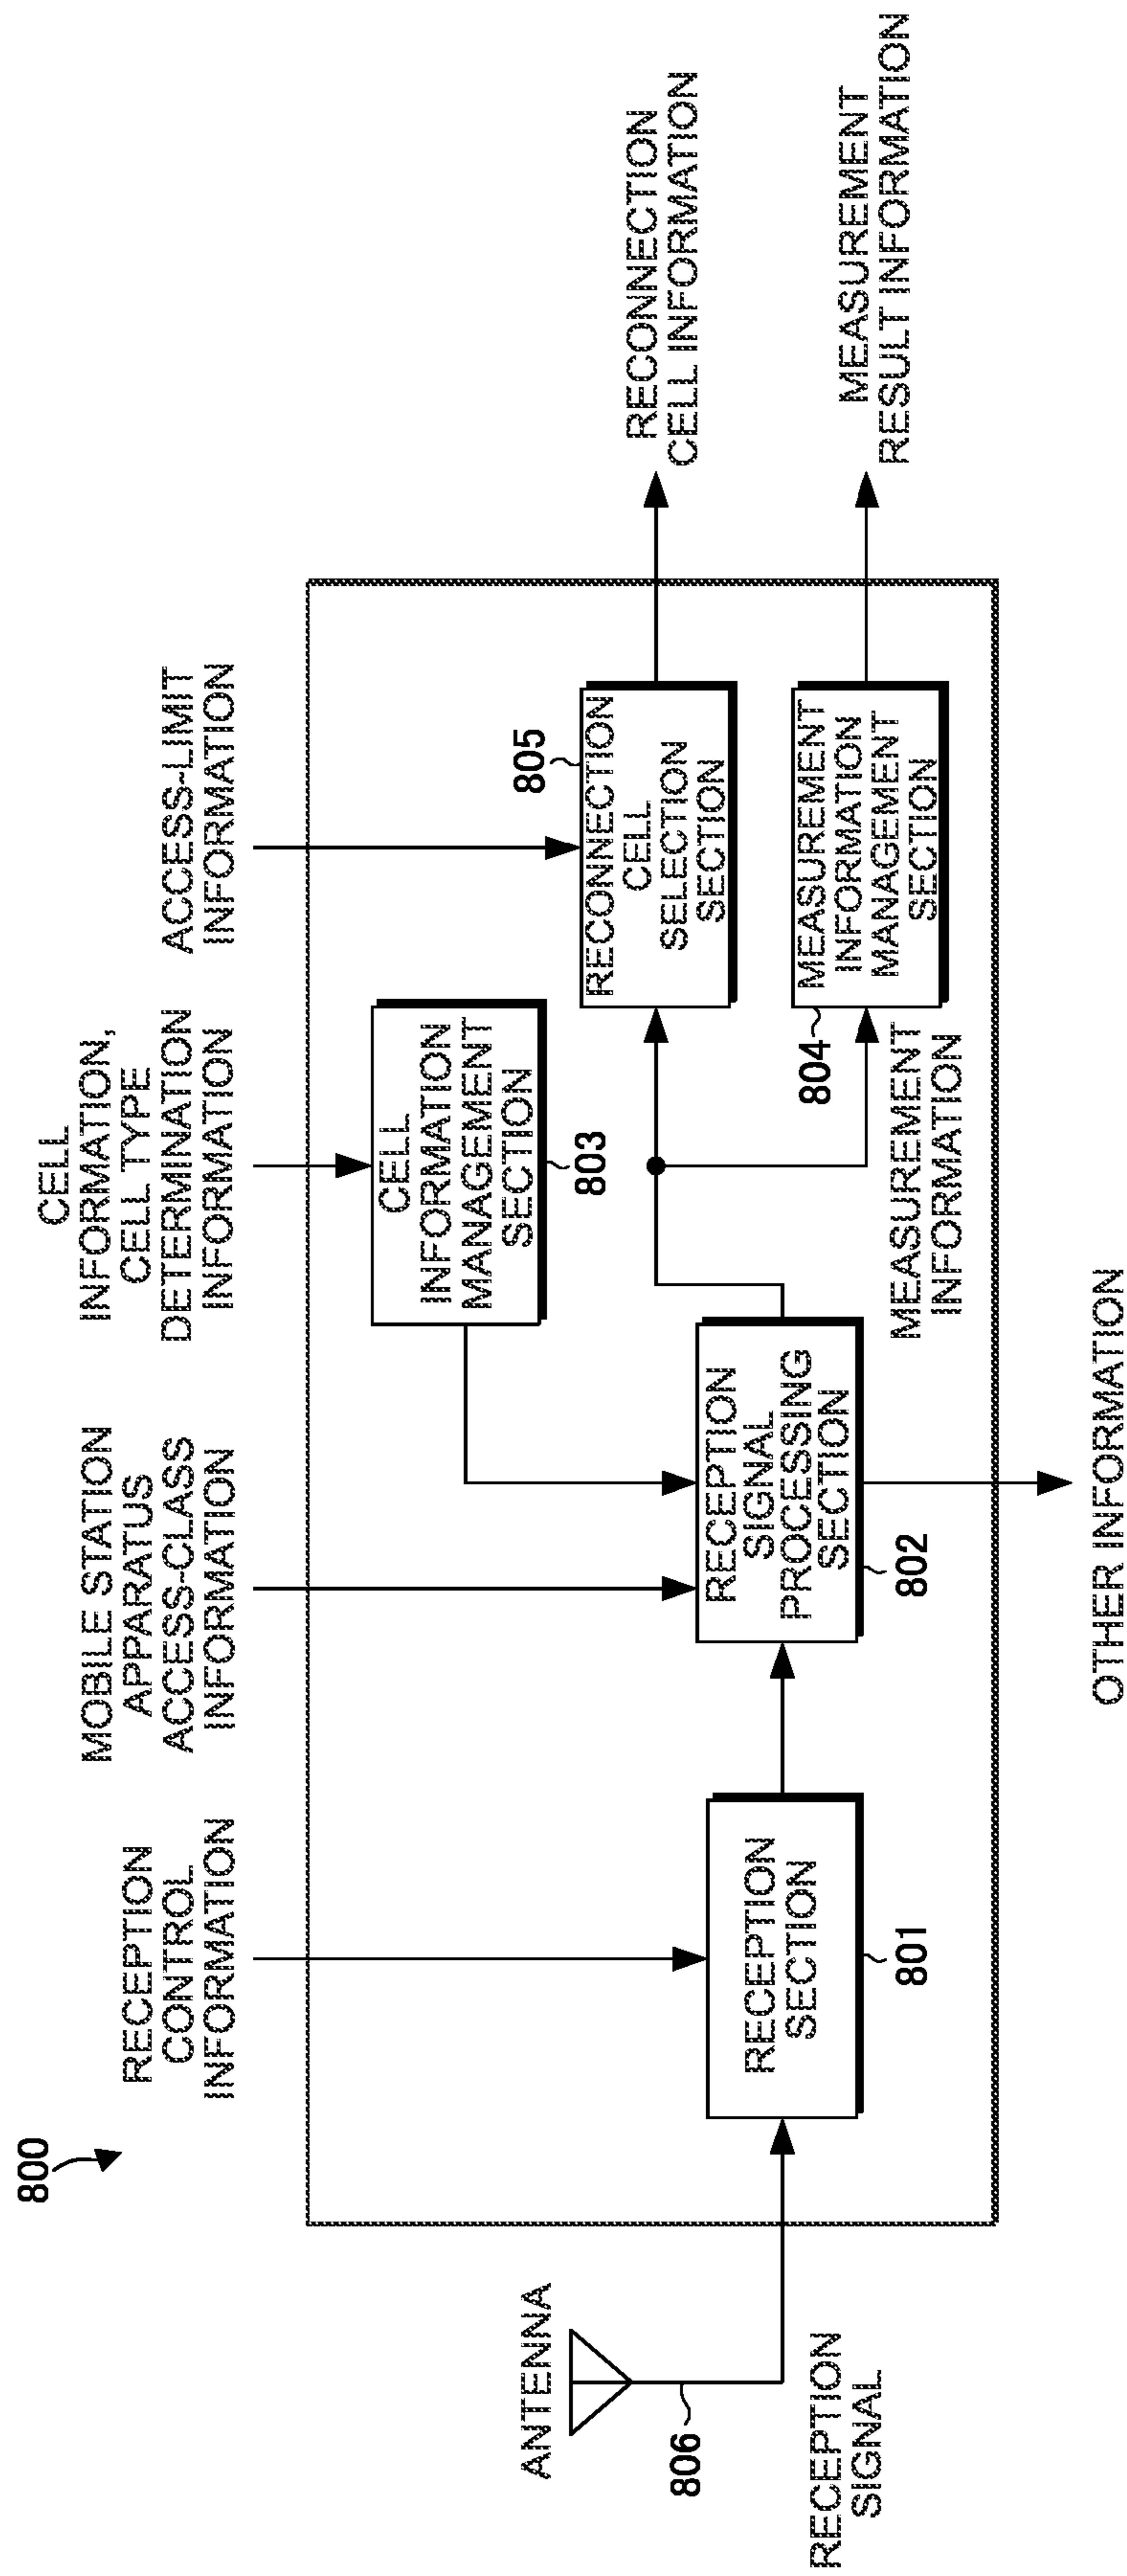 800
RECEPTION
CONTROL
INFORMATION
MOBILE STATION
APPARATUS
ACCESS-CLASS
INFORMATION
CELL
INFORMATION,
CELL TYPE
DETERMINATION
INFORMATION
ACCESS-LIMIT
INFORMATION
CELL
INFORMATION
MANAGEMENT
SECTION
803
ANTENNA
806
RECEPTION
SIGNAL
RECEPTION
SECTION
801
RECEPTION
SIGNAL
PROCESSING
SECTION
802
805
RECONNECTION
CELL
SELECTION
SECTION
RECONNECTION
CELL INFORMATION
804
MEASUREMENT
INFORMATION
MANAGEMENT
SECTION
MEASUREMENT
INFORMATION
MEASUREMENT
RESULT INFORMATION
OTHER INFORMATION